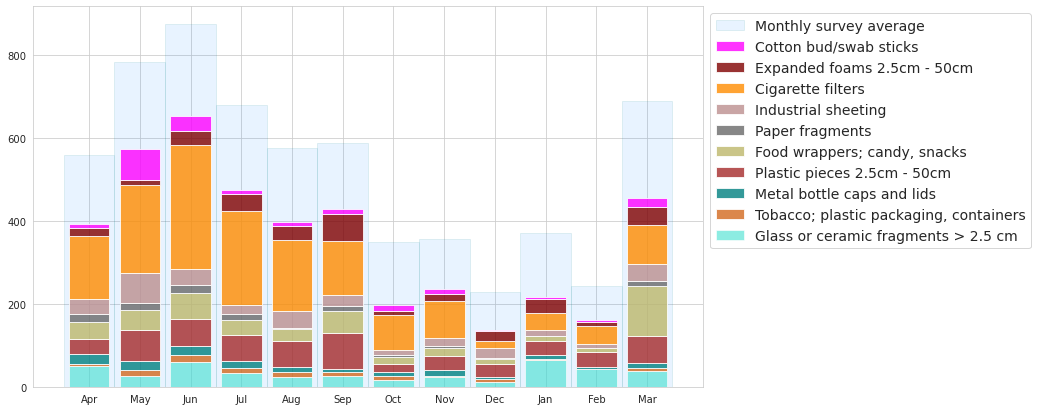 800
600
400
200
0
Apr May Jun Jul Aug Sep Oct Nov Dec Jan Feb Mar
Monthly survey average
Cotton bud/swab sticks
Expanded foams 2.5cm - 50cm
Cigarette filters
Industrial sheeting
Paper fragments
Food wrappers; candy, snacks
Plastic pieces 2.5cm - 50cm
Metal bottle caps and lids
Tobacco; plastic packaging, containers
Glass or ceramic fragments > 2.5 cm